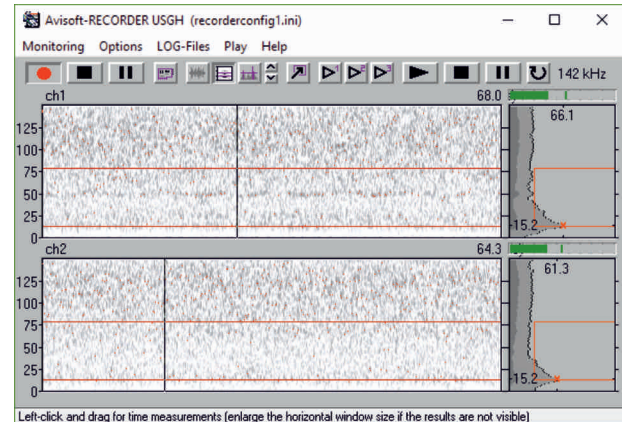 Avisoft-RECORDER USGH (recorderconfig1.ini)
Monitoring Options LOG-Files Play Help
142 kHz
ch1 68.0
66.1
125
100
75
50
25
0
15.2
ch2 64.3
61.3
125
100
75
50
25
0
15.2
Left-click and drag for time measurements (enlarge the horizontal window size if the results are not visible)